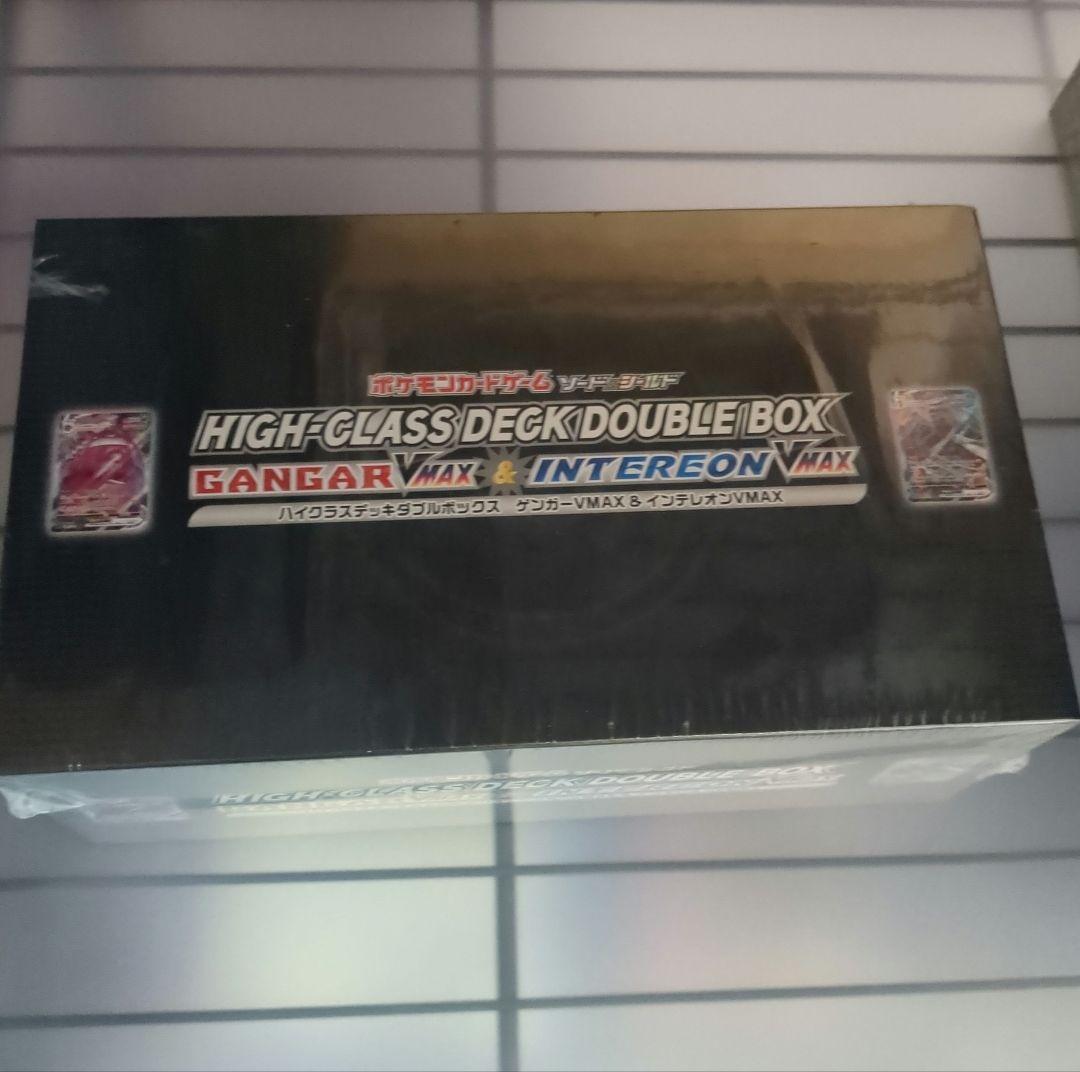 ポケモンカードゲーム ソード&シールド
HIGH-CLASS DECK DOUBLE BOX
GANGAR VMAX & INTEREON VMAX
ハイクラスデッキダブルボックス ゲンガーVMAX & インテレオンVMAX
HIGH-CLASS DECK DOUBLE BOX